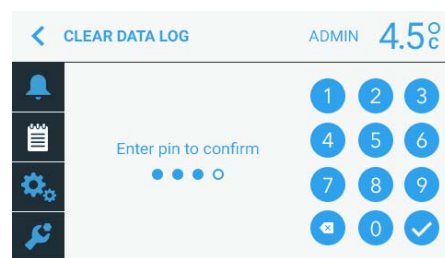 CLEAR DATA LOG ADMIN 4.5°C
1 2 3
Enter pin to confirm 4 5 6
7 8 9
0